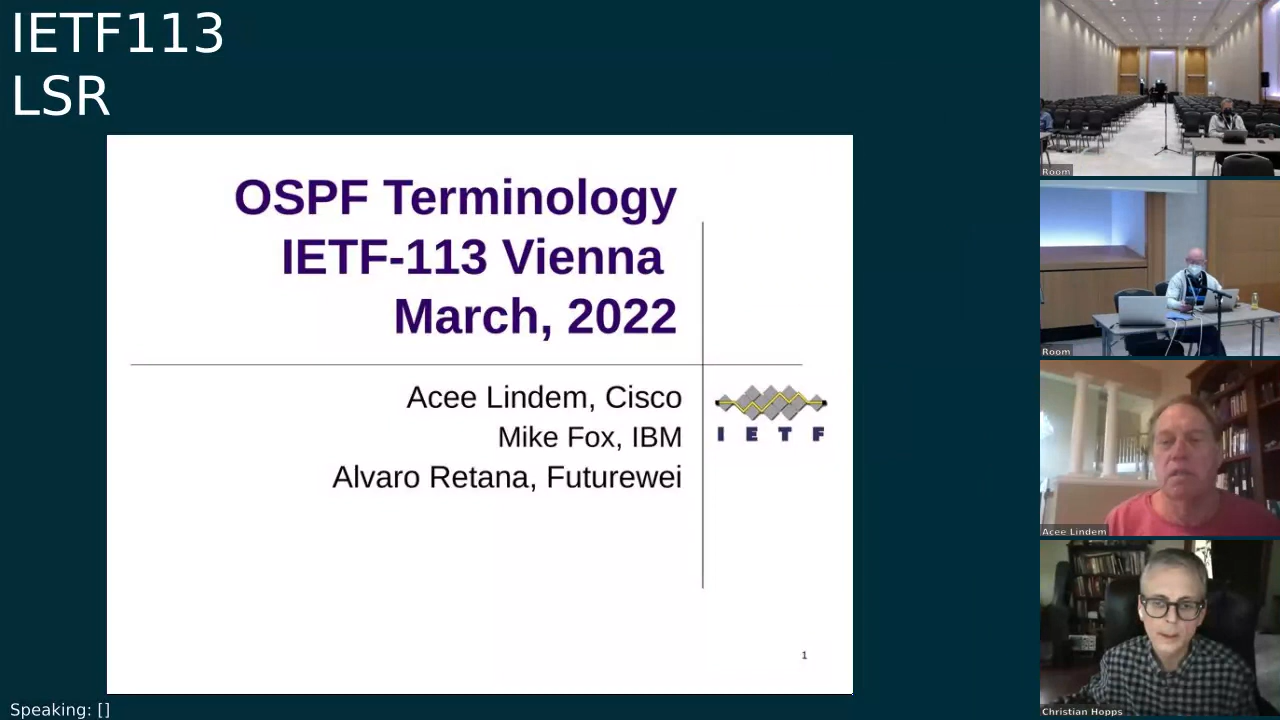 IETF113
LSR
OSPF Terminology
IETF-113 Vienna
March, 2022
Acee Lindem, Cisco
Mike Fox, IBM
Alvaro Retana, Futurewei
I E T F
1
Speaking: []
Room
Room
Acee Lindem
Christian Hopps